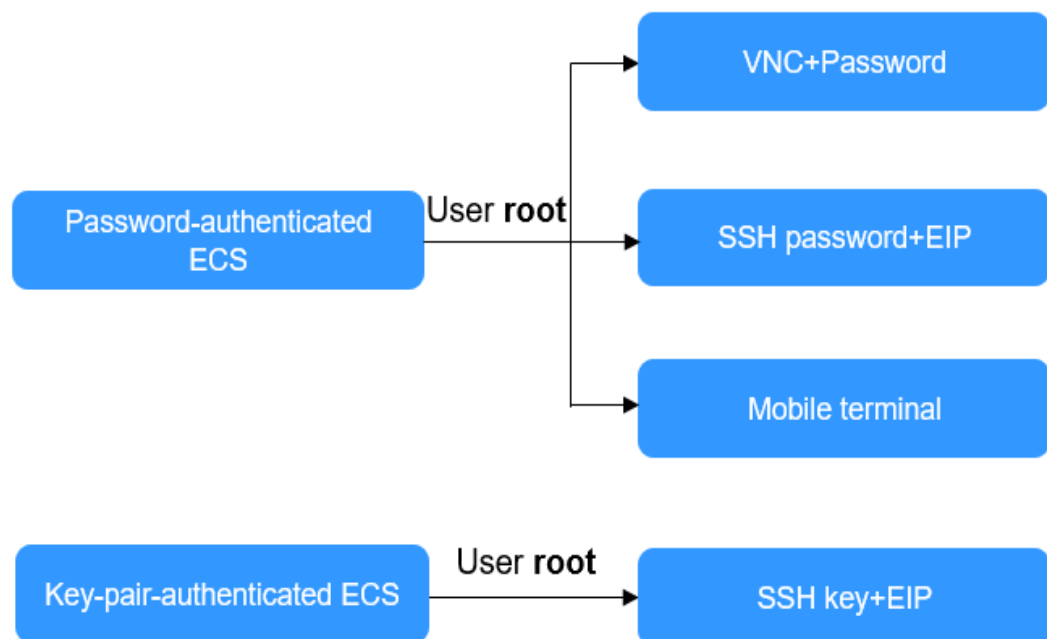 VNC+Password
Password-authenticated
ECS
User root
SSH password+EIP
Mobile terminal
Key-pair-authenticated ECS
User root
SSH key+EIP